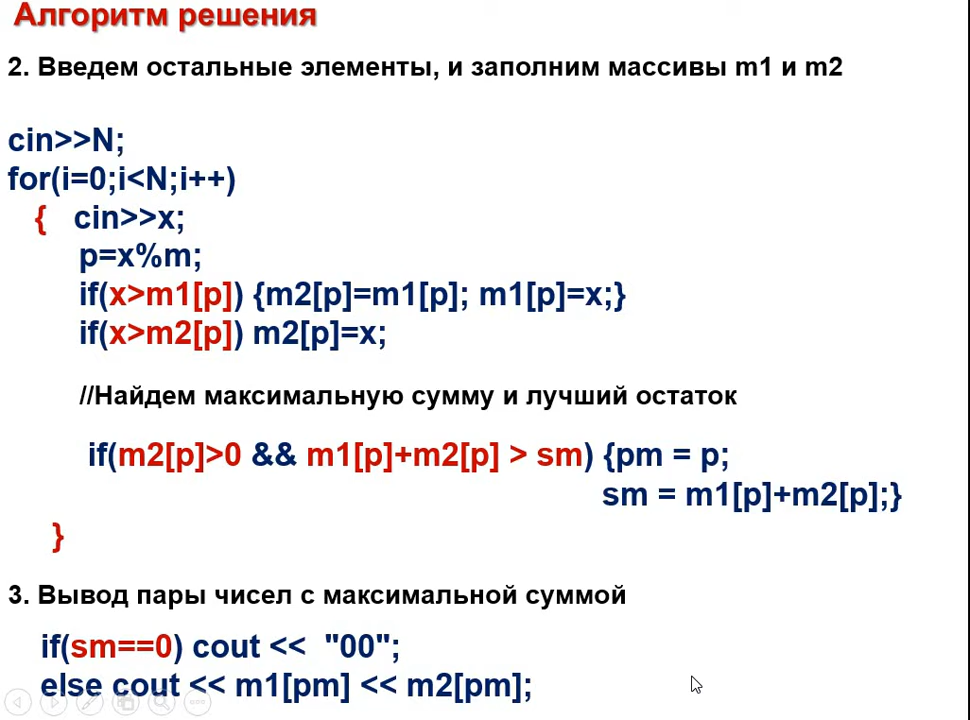 Алгоритм решения
2. Введем остальные элементы, и заполним массивы m1 и m2
cin>>N;
for(i=0;i<N;i++)
{ cin>>x;
p=x%m;
if(x>m1[p]) {m2[p]=m1[p]; m1[p]=x;}
if(x>m2[p]) m2[p]=x;
//Найдем максимальную сумму и лучший остаток
if(m2[p]>0 && m1[p]+m2[p] > sm) {pm = p;
sm = m1[p]+m2[p];}
}
3. Вывод пары чисел с максимальной суммой
if(sm==0) cout << "00";
else cout << m1[pm] << m2[pm];